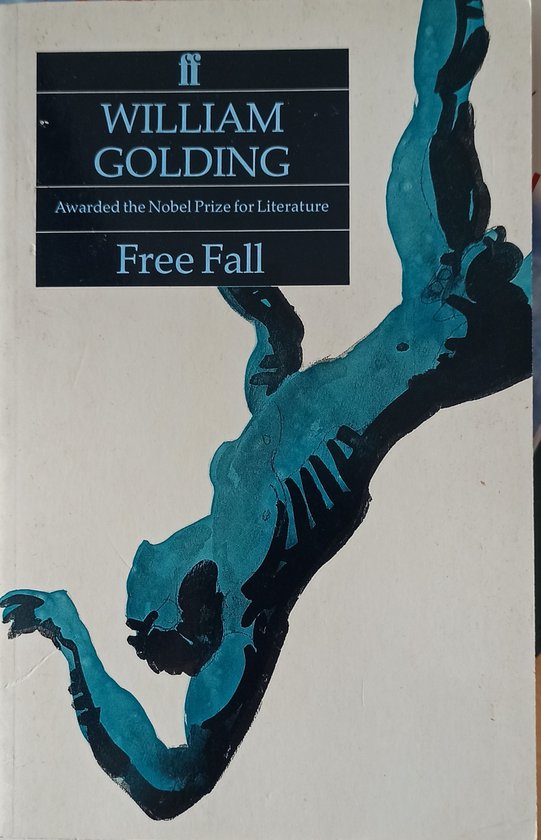 ff
WILLIAM
GOLDING
Awarded the Nobel Prize for Literature
Free Fall